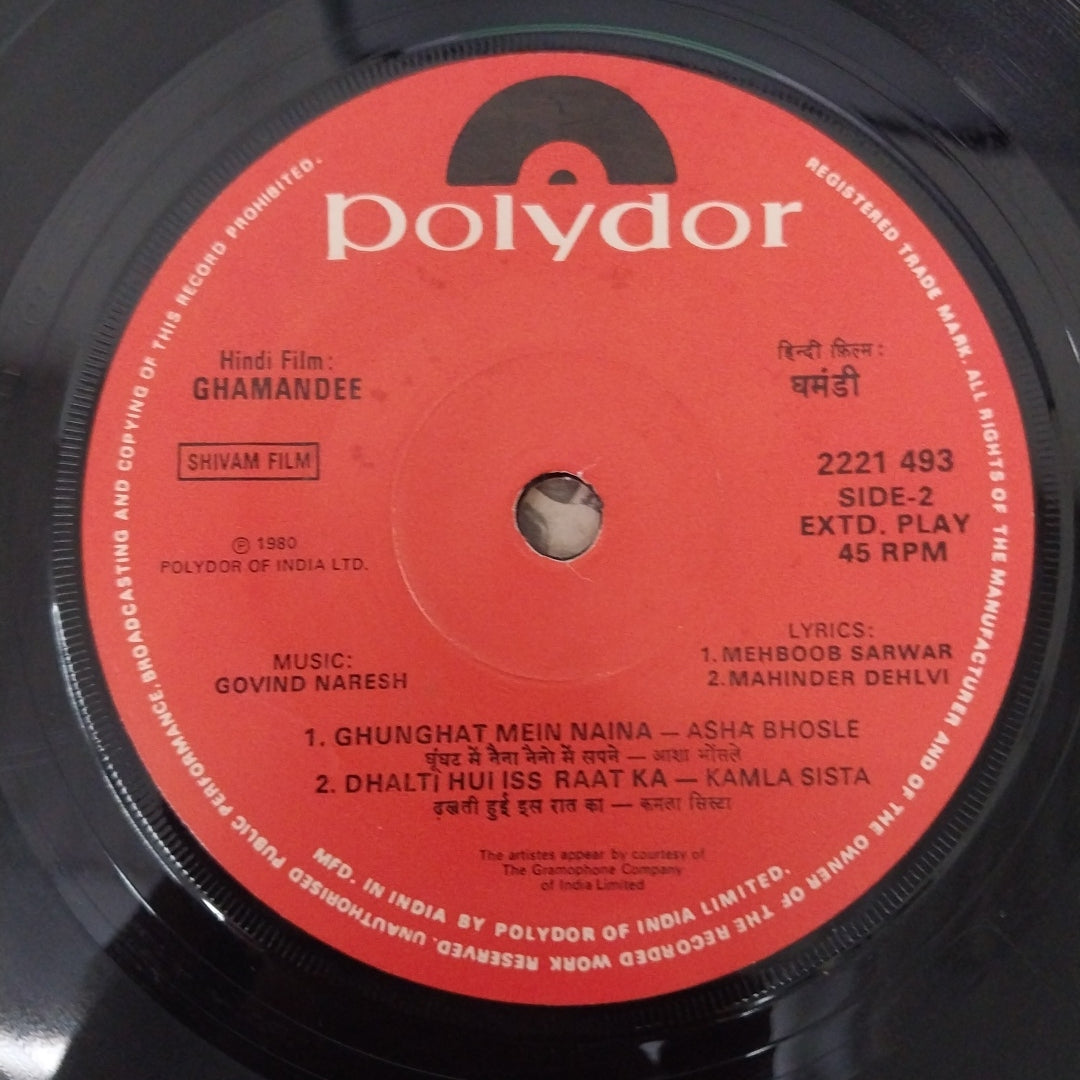 polydor
Hindi Film:
GHAMANDEE
हिन्दी फ़िल्म:
घमंडी
SHIVAM FILM
2221 493
SIDE-2
EXTD. PLAY
45 RPM
℗ 1980
POLYDOR OF INDIA LTD.
LYRICS:
1. MEHBOOB SARWAR
2. MAHINDER DEHLVI
MUSIC:
GOVIND NARESH
1. GHUNGHAT MEIN NAINA — ASHA BHOSLE
घूंघट में नैना नैनो में सपने — आशा भोंसले
2. DHALTI HUI ISS RAAT KA — KAMLA SISTA
ढ़लती हुई इस रात का — कमला सिस्टा
The artistes appear by courtesy of
The Gramophone Company
of India Limited
MFD. IN INDIA BY POLYDOR OF INDIA LIMITED.
REGISTERED TRADE MARK. ALL RIGHTS OF THE MANUFACTURER AND OF THE OWNER OF THE RECORDED WORK RESERVED. UNAUTHORISED PUBLIC PERFORMANCE, BROADCASTING AND COPYING OF THIS RECORD PROHIBITED.